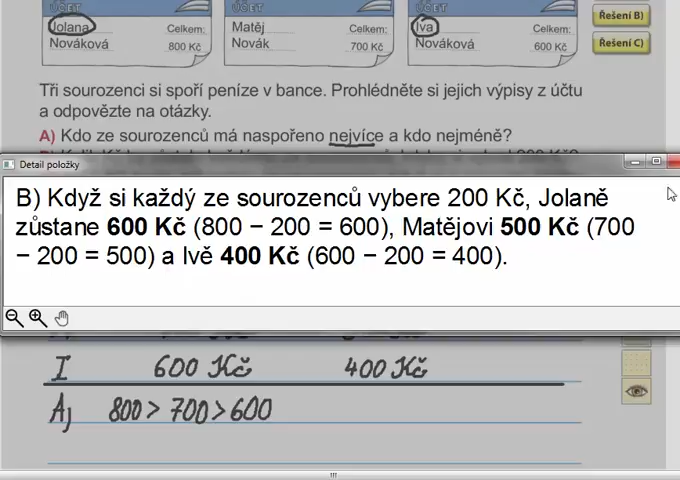 ÚČET
ÚČET
ÚČET
Jolana
Nováková
Celkem:
800 Kč
Matěj
Novák
Celkem:
700 Kč
Iva
Nováková
Celkem:
600 Kč
Řešení B)
Řešení C)
Tři sourozenci si spoří peníze v bance. Prohlédněte si jejich výpisy z účtu
a odpovězte na otázky.
A) Kdo ze sourozenců má naspořeno nejvíce a kdo nejméně?
Detail položky
B) Když si každý ze sourozenců vybere 200 Kč, Jolaně
zůstane 600 Kč (800 − 200 = 600), Matějovi 500 Kč (700
− 200 = 500) a Ivě 400 Kč (600 − 200 = 400).
I 600 Kč 400 Kč
A) 800 > 700 > 600